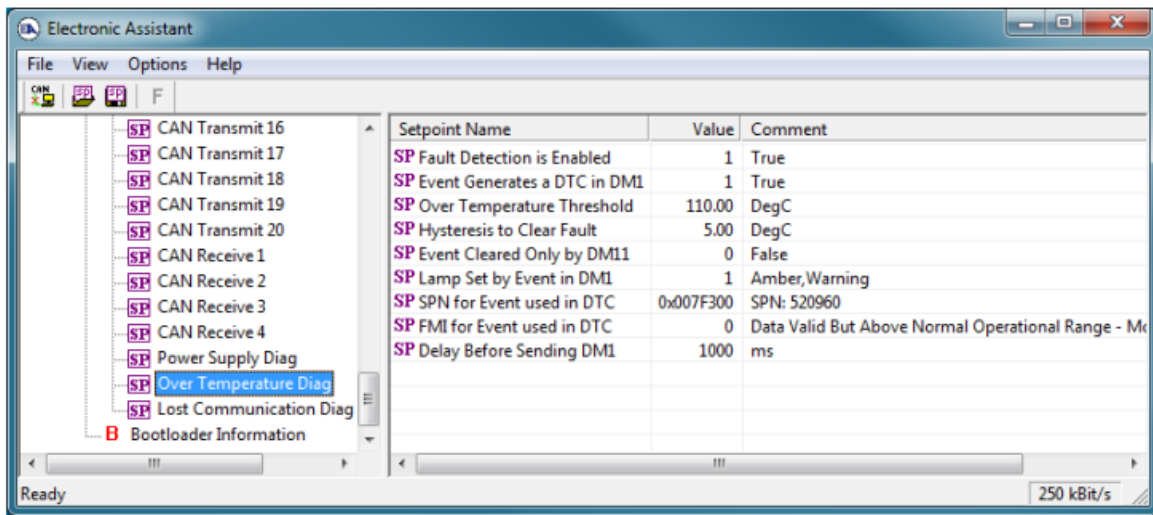 Electronic Assistant
File View Options Help
CAN SP SP F
SP CAN Transmit 16
SP CAN Transmit 17
SP CAN Transmit 18
SP CAN Transmit 19
SP CAN Transmit 20
SP CAN Receive 1
SP CAN Receive 2
SP CAN Receive 3
SP CAN Receive 4
SP Power Supply Diag
SP Over Temperature Diag
SP Lost Communication Diag
B Bootloader Information
Setpoint Name Value Comment
SP Fault Detection is Enabled 1 True
SP Event Generates a DTC in DM1 1 True
SP Over Temperature Threshold 110.00 DegC
SP Hysteresis to Clear Fault 5.00 DegC
SP Event Cleared Only by DM11 0 False
SP Lamp Set by Event in DM1 1 Amber,Warning
SP SPN for Event used in DTC 0x007F300 SPN: 520960
SP FMI for Event used in DTC 0 Data Valid But Above Normal Operational Range - Mo
SP Delay Before Sending DM1 1000 ms
Ready 250 kBit/s